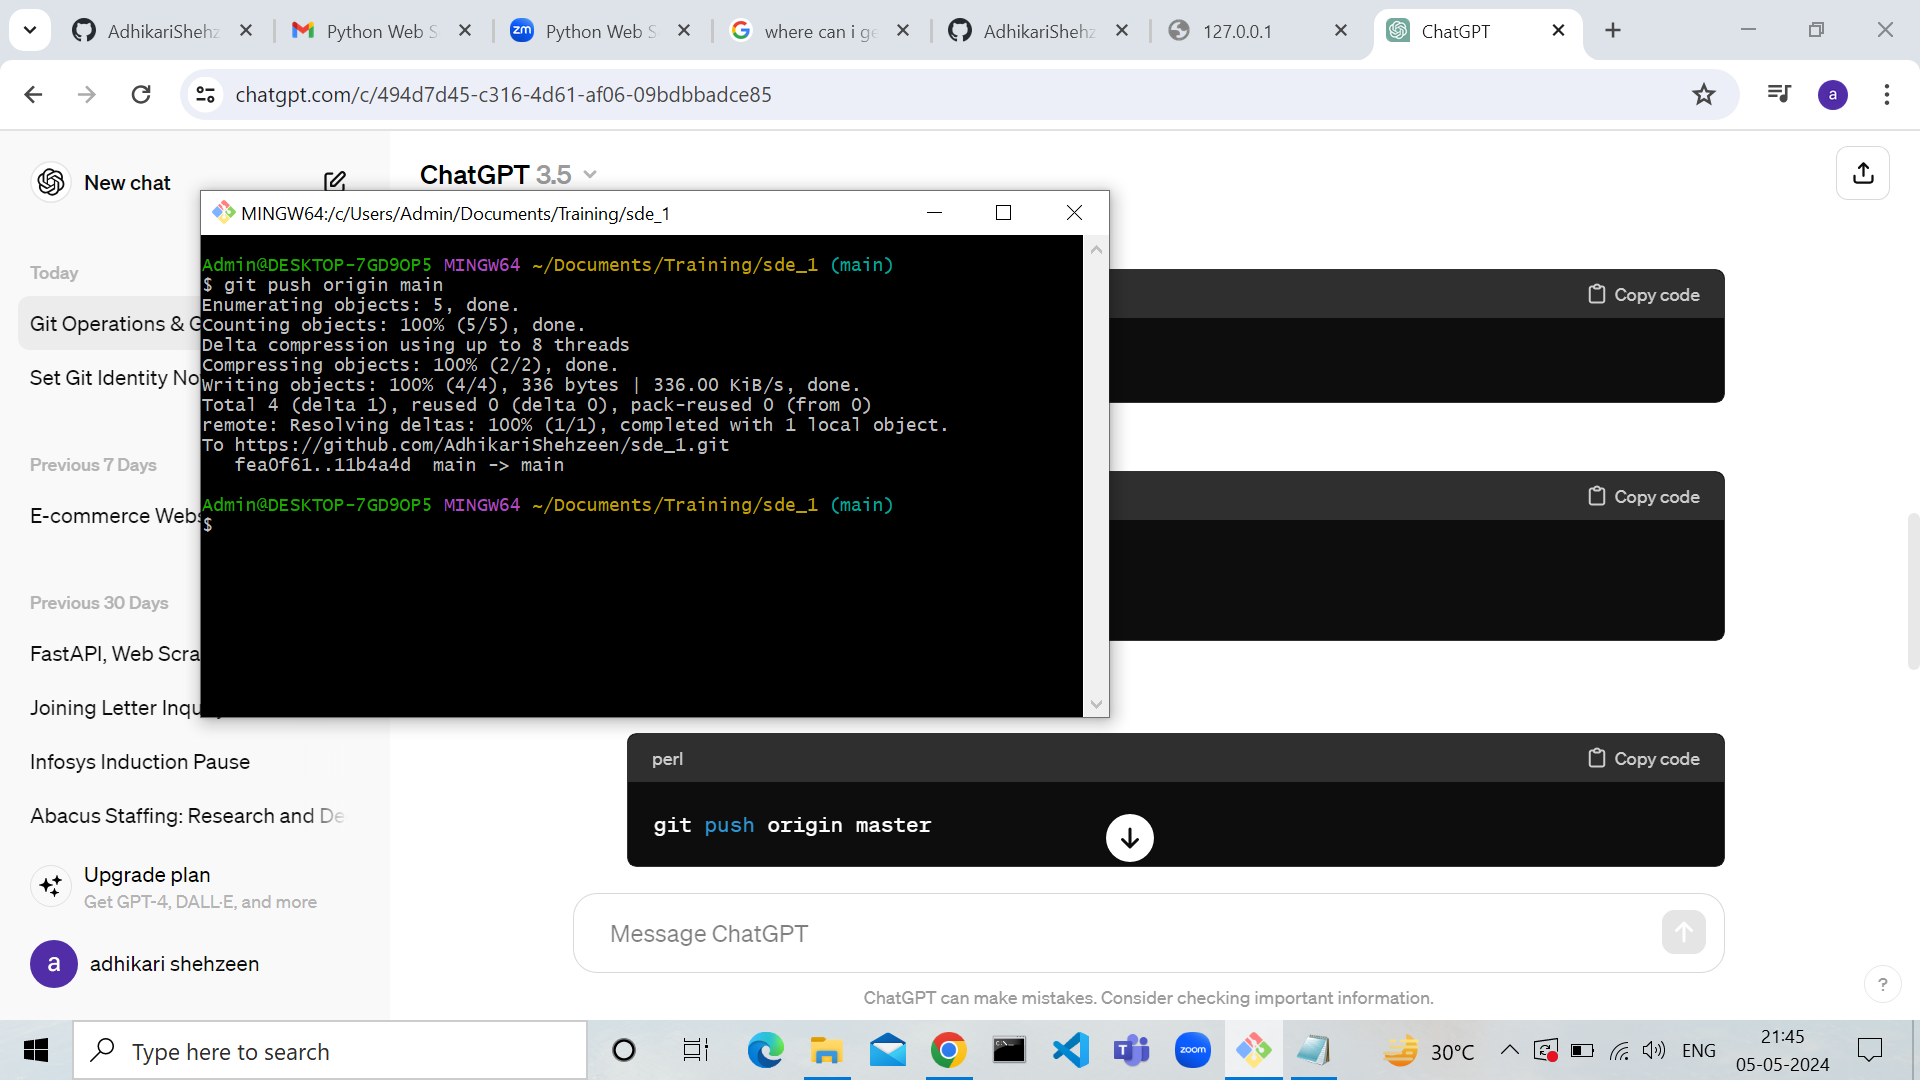 AdhikariShehz
Python Web S
zm
Python Web S
where can i ge
AdhikariShehz
127.0.0.1
ChatGPT
chatgpt.com/c/494d7d45-c316-4d61-af06-09bdbbadce85
a
New chat
ChatGPT 3.5
MINGW64:/c/Users/Admin/Documents/Training/sde_1
Admin@DESKTOP-7GD9OP5 MINGW64 ~/Documents/Training/sde_1 (main)
$ git push origin main
Enumerating objects: 5, done.
Counting objects: 100% (5/5), done.
Delta compression using up to 8 threads
Compressing objects: 100% (2/2), done.
Writing objects: 100% (4/4), 336 bytes | 336.00 KiB/s, done.
Total 4 (delta 1), reused 0 (delta 0), pack-reused 0 (from 0)
remote: Resolving deltas: 100% (1/1), completed with 1 local object.
To https://github.com/AdhikariShehzeen/sde_1.git
fea0f61..11b4a4d main -> main
Admin@DESKTOP-7GD9OP5 MINGW64 ~/Documents/Training/sde_1 (main)
$
Today
Git Operations & G
Set Git Identity No
Previous 7 Days
E-commerce Webs
Previous 30 Days
FastAPI, Web Scra
Joining Letter Inqu
Infosys Induction Pause
Abacus Staffing: Research and De
Upgrade plan
Get GPT-4, DALL·E, and more
a
adhikari shehzeen
Copy code
Copy code
perl
Copy code
git push origin master
Message ChatGPT
ChatGPT can make mistakes. Consider checking important information.
?
Type here to search
zoom
30°C
ENG
21:45
05-05-2024